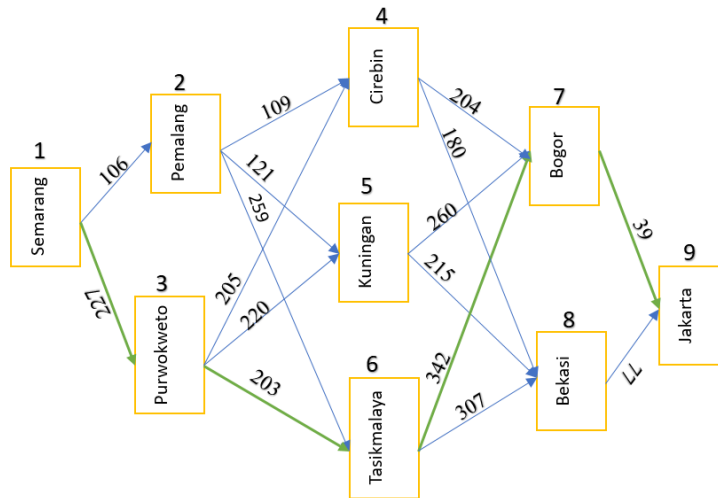 1
Semarang
106
227
2
Pemalang
109
121
259
3
Purwokweto
205
220
203
4
Cirebin
204
180
5
Kuningan
260
215
6
Tasikmalaya
342
307
7
Bogor
39
8
Bekasi
77
9
Jakarta